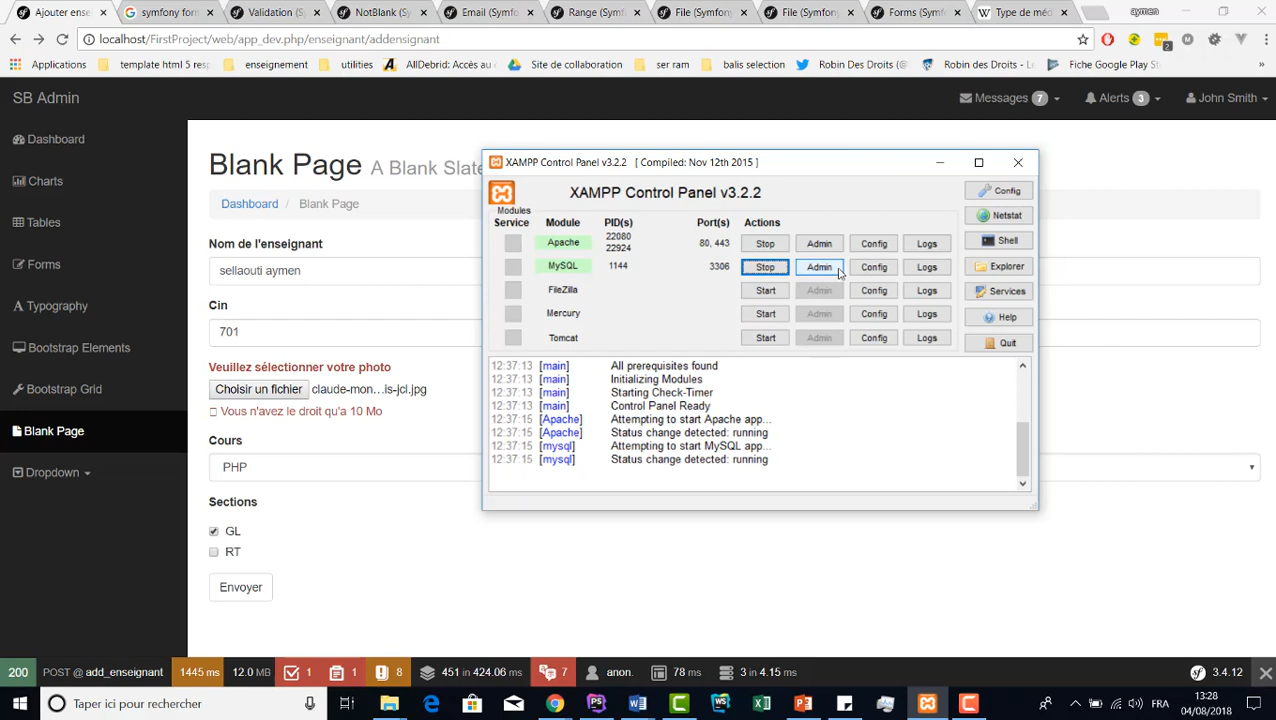 Ajouter ense
symfony for
Validation (S
NotBlank (Sy
Email (Symfo
Range (Symf
File (Symfony
File (Symfony
Forms (Symf
Type de méd
aymen
localhost/FirstProject/web/app_dev.php/enseignant/addensignant
2
Applications
template html 5 resp
enseignement
utilities
AllDebrid: Accès au c
Site de collaboration
ser ram
balis selection
Robin Des Droits (@
Robin des Droits -
Fiche Google Play St
SB Admin
Messages 7
Alerts 3
John Smith
Dashboard
Charts
Tables
Forms
Typography
Bootstrap Elements
Bootstrap Grid
Blank Page
Dropdown
Blank Page A Blank Slate
Dashboard / Blank Page
Nom de l'enseignant
sellaouti aymen
Cin
701
Veuillez sélectionner votre photo
Choisir un fichier claude-mon...is-jcl.jpg
Vous n'avez le droit qu'a 10 Mo
Cours
PHP
Sections
GL
RT
Envoyer
XAMPP Control Panel v3.2.2 [ Compiled: Nov 12th 2015 ]
XAMPP Control Panel v3.2.2
Modules
Service Module PID(s) Port(s) Actions
Apache 22080 22924 80, 443 Stop Admin Config Logs
MySQL 1144 3306 Stop Admin Config Logs
FileZilla Start Admin Config Logs
Mercury Start Admin Config Logs
Tomcat Start Admin Config Logs
Config
Netstat
Shell
Explorer
Services
Help
Quit
12:37:13 [main] All prerequisites found
12:37:13 [main] Initializing Modules
12:37:13 [main] Starting Check-Timer
12:37:13 [main] Control Panel Ready
12:37:15 [Apache] Attempting to start Apache app...
12:37:15 [Apache] Status change detected: running
12:37:15 [mysql] Attempting to start MySQL app...
12:37:15 [mysql] Status change detected: running
200 POST @ add_enseignant 1445 ms 12.0 MB 1 1 8 451 in 424.06 ms 7 anon. 78 ms 3 in 4.15 ms 3.4.12
Taper ici pour rechercher
FRA
13:28
04/08/2018